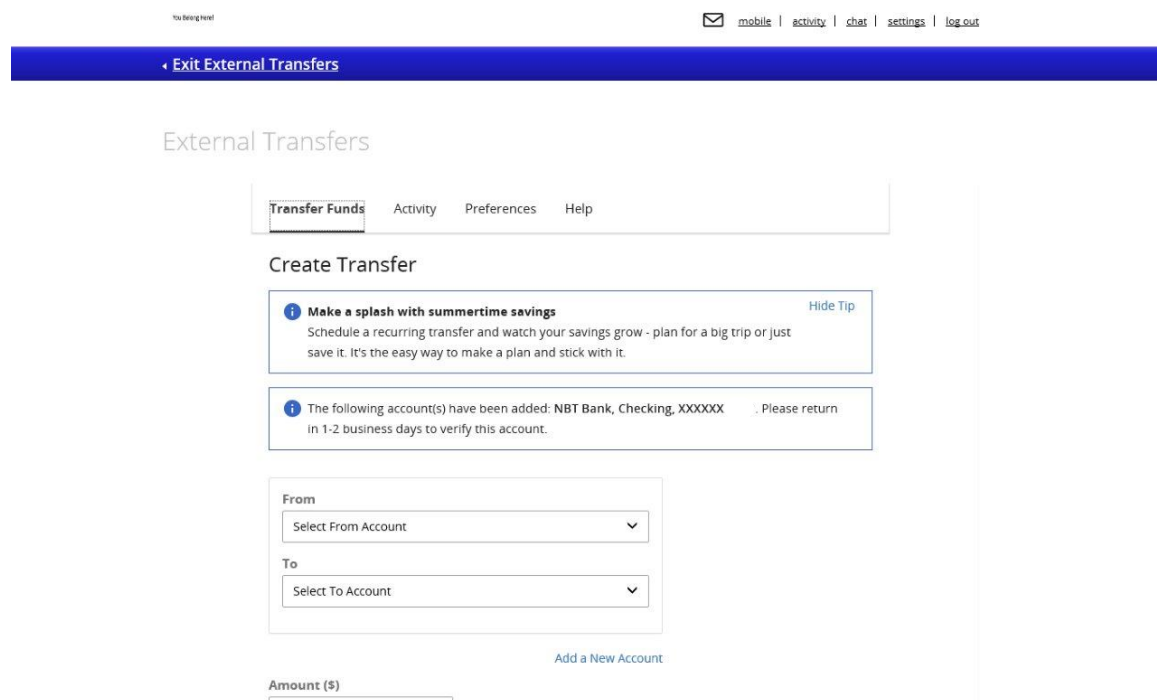 You Belong Here!
mobile | activity | chat | settings | log out
Exit External Transfers
External Transfers
Transfer Funds Activity Preferences Help
Create Transfer
Make a splash with summertime savings Hide Tip
Schedule a recurring transfer and watch your savings grow - plan for a big trip or just
save it. It's the easy way to make a plan and stick with it.
The following account(s) have been added: NBT Bank, Checking, XXXXXX . Please return
in 1-2 business days to verify this account.
From
Select From Account
To
Select To Account
Add a New Account
Amount ($)